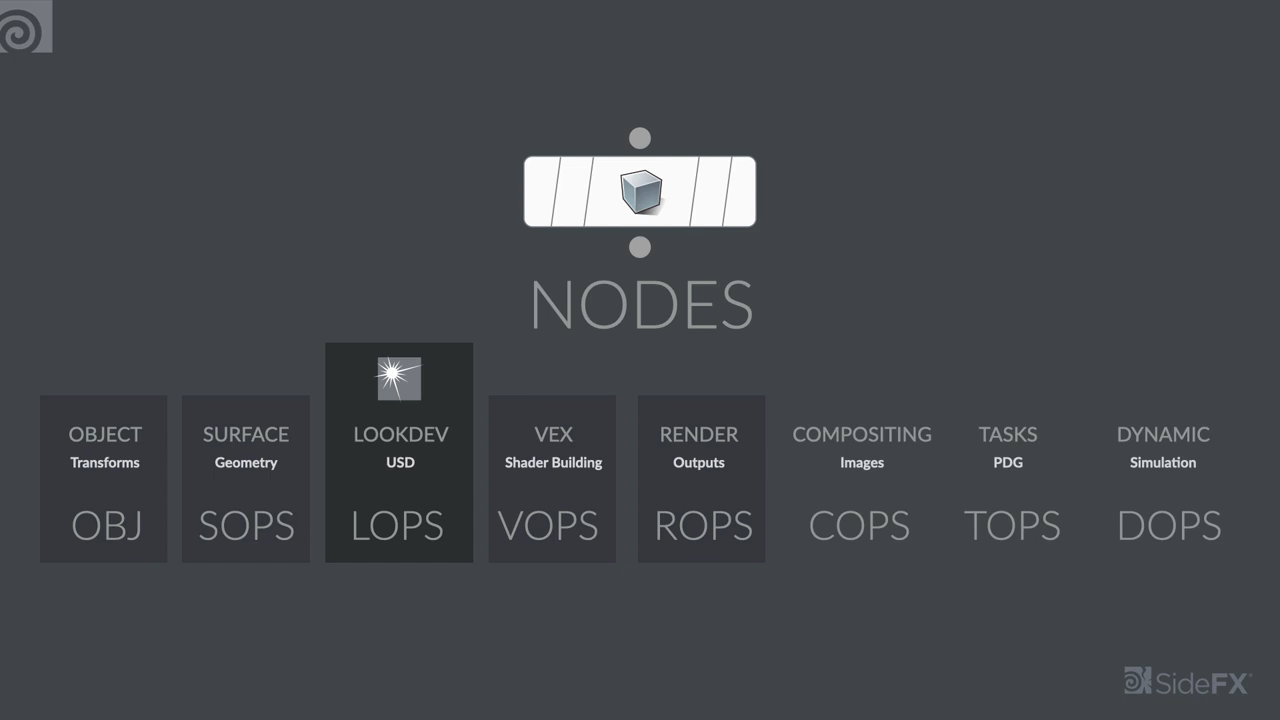 NODES
OBJECT
Transforms
OBJ
SURFACE
Geometry
SOPS
LOOKDEV
USD
LOPS
VEX
Shader Building
VOPS
RENDER
Outputs
ROPS
COMPOSITING
Images
COPS
TASKS
PDG
TOPS
DYNAMIC
Simulation
DOPS
SideFX